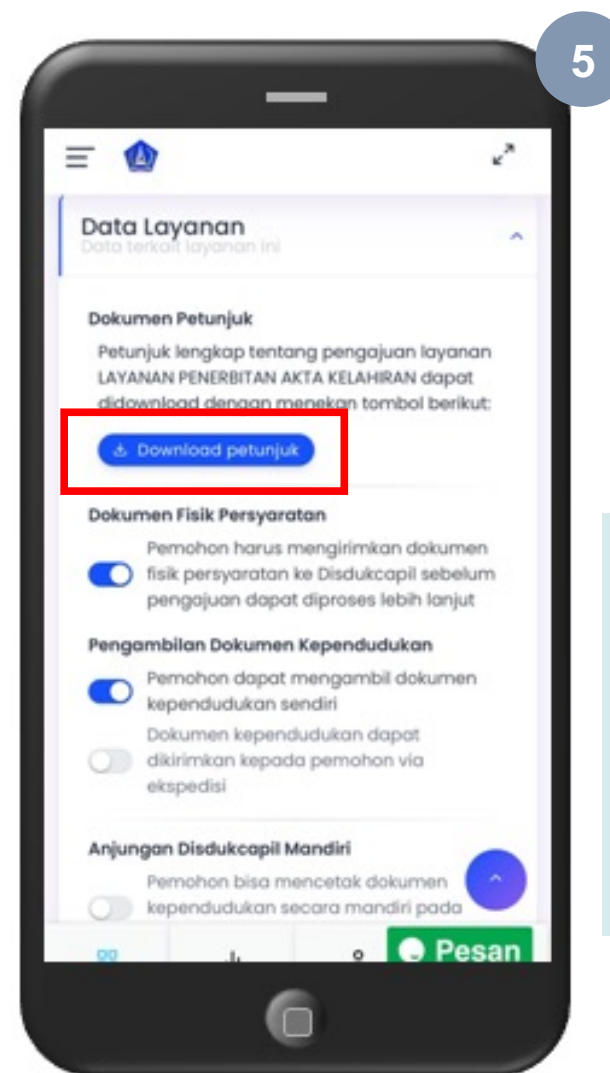 5
Data Layanan
Data terkait layanan ini
Dokumen Petunjuk
Petunjuk lengkap tentang pengajuan layanan
LAYANAN PENERBITAN AKTA KELAHIRAN dapat
didownload dengan menekan tombol berikut:
Download petunjuk
Dokumen Fisik Persyaratan
Pemohon harus mengirimkan dokumen
fisik persyaratan ke Disdukcapil sebelum
pengajuan dapat diproses lebih lanjut
Pengambilan Dokumen Kependudukan
Pemohon dapat mengambil dokumen
kependudukan sendiri
Dokumen kependudukan dapat
dikirimkan kepada pemohon via
ekspedisi
Anjungan Disdukcapil Mandiri
Pemohon bisa mencetak dokumen
kependudukan secara mandiri pada
Pesan